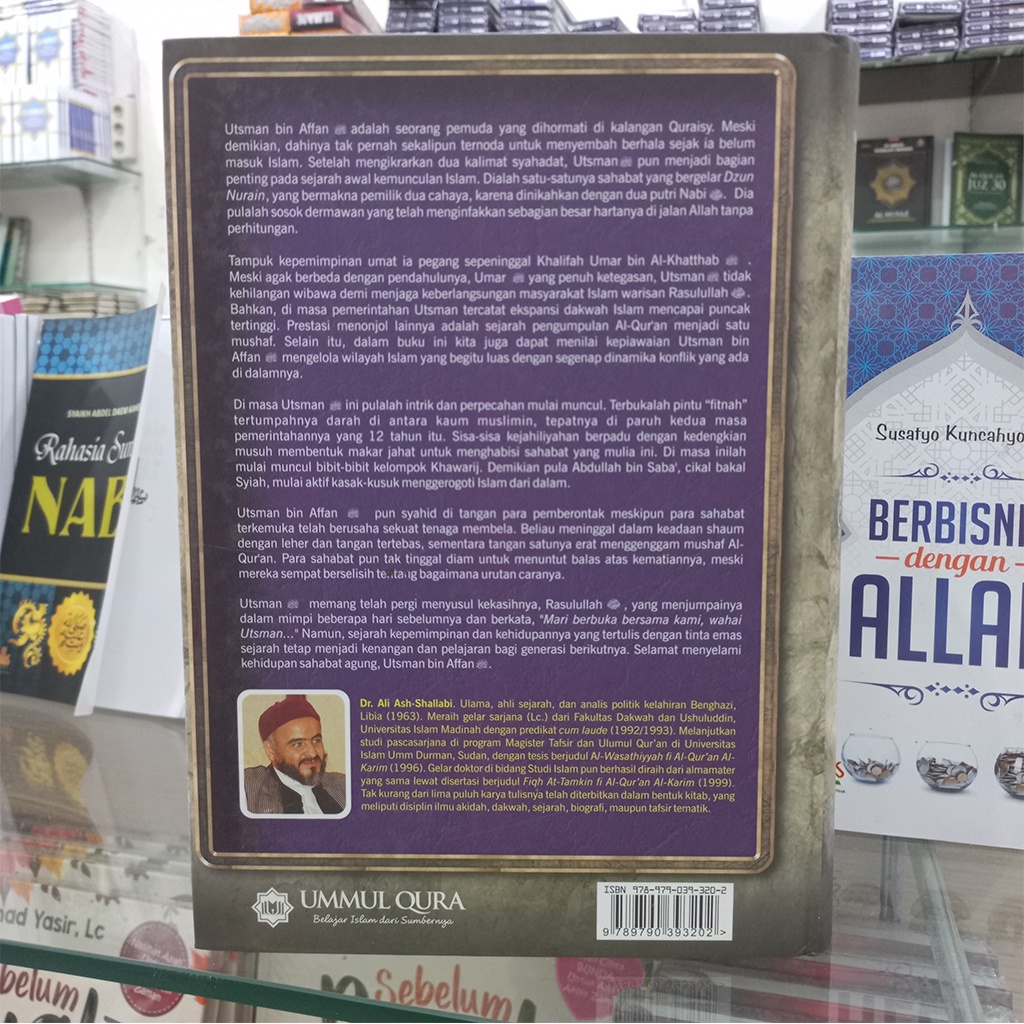 Utsman bin Affan ﷺ adalah seorang pemuda yang dihormati di kalangan Quraisy. Meski
demikian, dahinya tak pernah sekalipun ternoda untuk menyembah berhala sejak ia belum
masuk Islam. Setelah mengikrarkan dua kalimat syahadat, Utsman pun menjadi bagian
penting pada sejarah awal kemunculan Islam. Dialah satu-satunya sahabat yang bergelar Dzun
Nurain, yang bermakna pemilik dua cahaya, karena dinikahkan dengan dua putri Nabi ﷺ. Dia
pulalah sosok dermawan yang telah menginfakkan sebagian besar hartanya di jalan Allah tanpa
perhitungan.
Tampuk kepemimpinan umat ia pegang sepeninggal Khalifah Umar bin Al-Khatthab .
Meski agak berbeda dengan pendahulunya, Umar yang penuh ketegasan, Utsman tidak
kehilangan wibawa demi menjaga keberlangsungan masyarakat Islam warisan Rasulullah ﷺ.
Bahkan, di masa pemerintahan Utsman tercatat ekspansi dakwah Islam mencapai puncak
tertinggi. Prestasi menonjol lainnya adalah sejarah pengumpulan Al-Qur'an menjadi satu
mushaf. Selain itu, dalam buku ini kita juga dapat menilai kepiawaian Utsman bin
Affan mengelola wilayah Islam yang begitu luas dengan segenap dinamika konflik yang ada
di dalamnya.
Di masa Utsman ini pulalah intrik dan perpecahan mulai muncul. Terbukalah pintu “fitnah”
tertumpahnya darah di antara kaum muslimin, tepatnya di paruh kedua masa
pemerintahannya yang 12 tahun itu. Sisa-sisa kejahiliyahan berpadu dengan kedengkian
musuh membentuk makar jahat untuk menghabisi sahabat yang mulia ini. Di masa inilah
mulai muncul bibit-bibit kelompok Khawarij. Demikian pula Abdullah bin Saba', cikal bakal
Syiah, mulai aktif kasak-kusuk menggerogoti Islam dari dalam.
Utsman bin Affan pun syahid di tangan para pemberontak meskipun para sahabat
terkemuka telah berusaha sekuat tenaga membela. Beliau meninggal dalam keadaan shaum
dengan leher dan tangan tertebas, sementara tangan satunya erat menggenggam mushaf Al-
Qur'an. Para sahabat pun tak tinggal diam untuk menuntut balas atas kematiannya, meski
mereka sempat berselisih tentang bagaimana urutan caranya.
Utsman memang telah pergi menyusul kekasihnya, Rasulullah ﷺ, yang menjumpainya
dalam mimpi beberapa hari sebelumnya dan berkata, "Mari berbuka bersama kami, wahai
Utsman..." Namun, sejarah kepemimpinan dan kehidupannya yang tertulis dengan tinta emas
sejarah tetap menjadi kenangan dan pelajaran bagi generasi berikutnya. Selamat menyelami
kehidupan sahabat agung, Utsman bin Affan .
Dr. Ali Ash-Shallabi. Ulama, ahli sejarah, dan analis politik kelahiran Benghazi,
Libia (1963). Meraih gelar sarjana (Lc.) dari Fakultas Dakwah dan Ushuluddin,
Universitas Islam Madinah dengan predikat cum laude (1992/1993). Melanjutkan
studi pascasarjana di program Magister Tafsir dan Ulumul Qur'an di Universitas
Islam Umm Durman, Sudan, dengan tesis berjudul Al-Wasathiyyah fi Al-Qur'an Al-
Karim (1996). Gelar doktor di bidang Studi Islam pun berhasil diraih dari almamater
yang sama lewat disertasi berjudul Fiqh Al-Tamkin fi Al-Qur'an Al-Karim (1999).
Tak kurang dari lima puluh karya tulisnya telah diterbitkan dalam bentuk kitab, yang
meliputi disiplin ilmu akidah, dakwah, sejarah, biografi, maupun tafsir tematik.
UMMUL QURA
Belajar Islam dari Sumbernya
ISBN 978-979-039-320-2
9 789790 393202 >
SYAIKH ABDEL DAEM
Rahasia
NAB
JUZ 30
Susatyo Kuncahyo
BERBISNI
dengan
ALLA
ad Yasir, Lc
ebelum
Sebelum